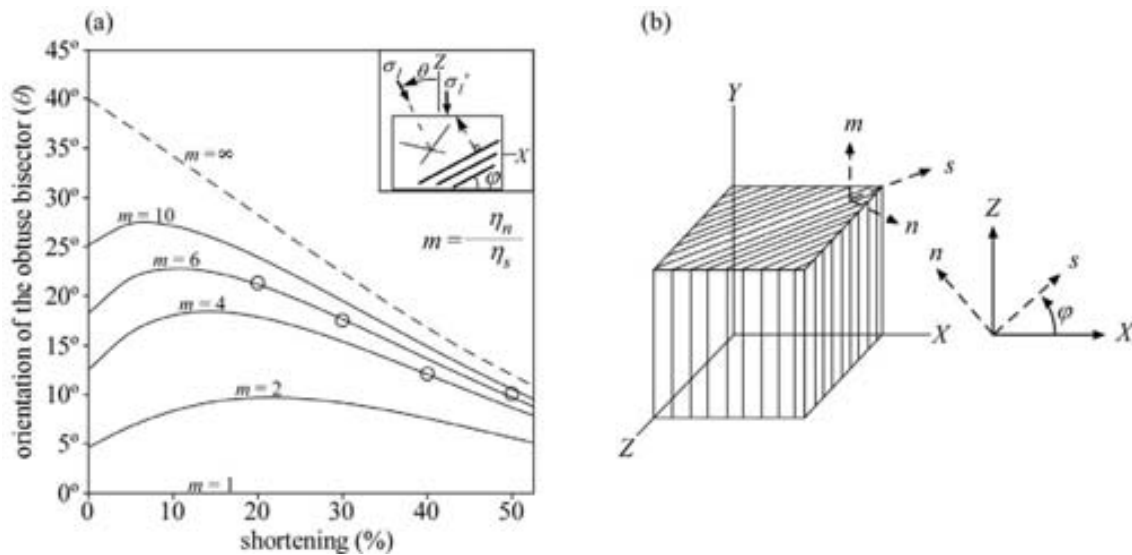 (a)
45°
40°
35°
30°
25°
20°
15°
10°
5°
0°
orientation of the obtuse bisector (θ)
m = ∞
m = 10
m = 6
m = 4
m = 2
m = 1
σ₁ θ Z σ₁'
X
φ
m = ηₙ / ηₛ
0 10 20 30 40 50
shortening (%)
(b)
Y
m
s
n
X
Z
Z
n s
φ
X